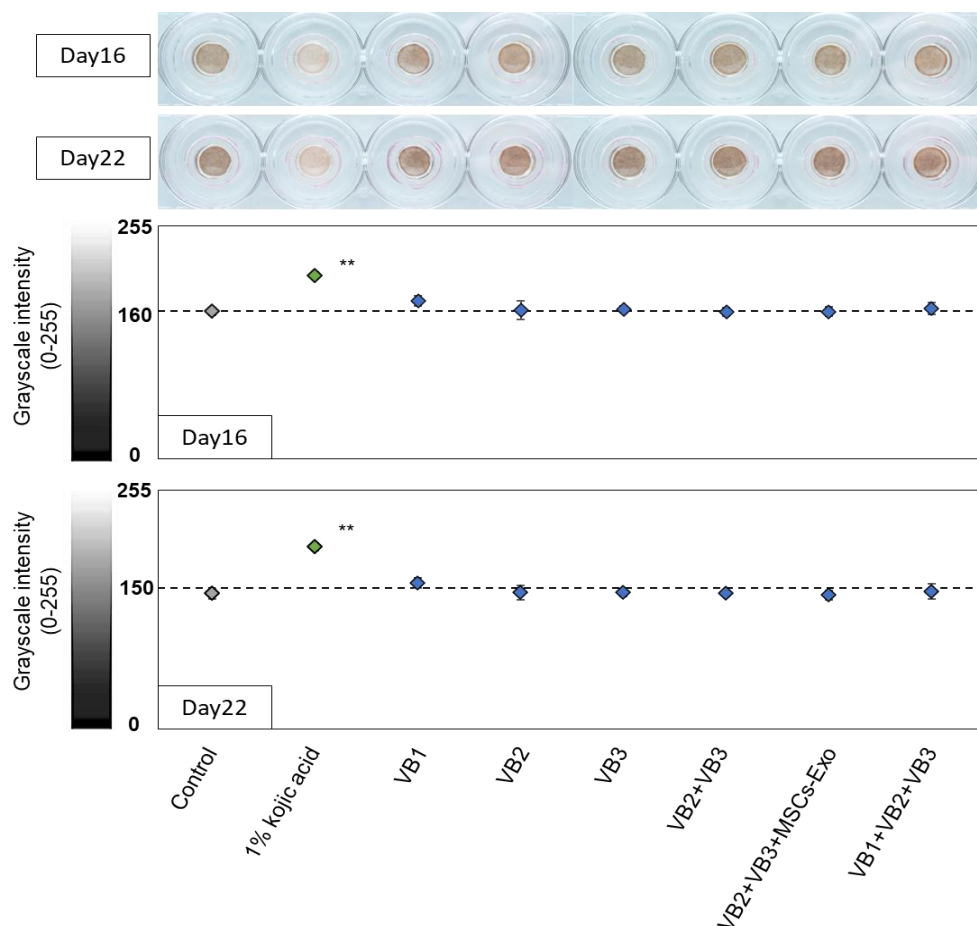 Day16
Day22
255
**
160
Grayscale intensity
(0-255)
Day16
0
255
**
150
Grayscale intensity
(0-255)
Day22
0
Control
1% kojic acid
VB1
VB2
VB3
VB2+VB3
VB2+VB3+MSCs-Exo
VB1+VB2+VB3